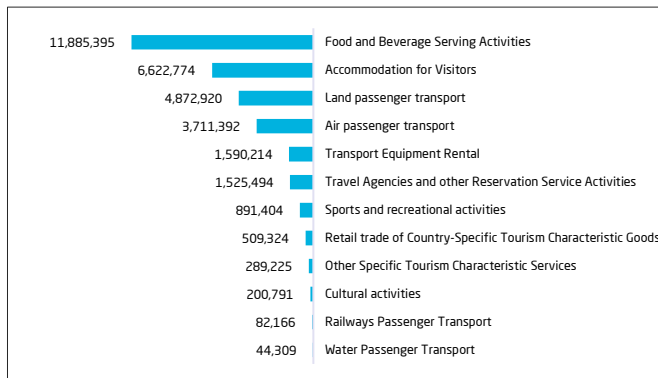 11,885,395 Food and Beverage Serving Activities
6,622,774 Accommodation for Visitors
4,872,920 Land passenger transport
3,711,392 Air passenger transport
1,590,214 Transport Equipment Rental
1,525,494 Travel Agencies and other Reservation Service Activities
891,404 Sports and recreational activities
509,324 Retail trade of Country-Specific Tourism Characteristic Goods
289,225 Other Specific Tourism Characteristic Services
200,791 Cultural activities
82,166 Railways Passenger Transport
44,309 Water Passenger Transport